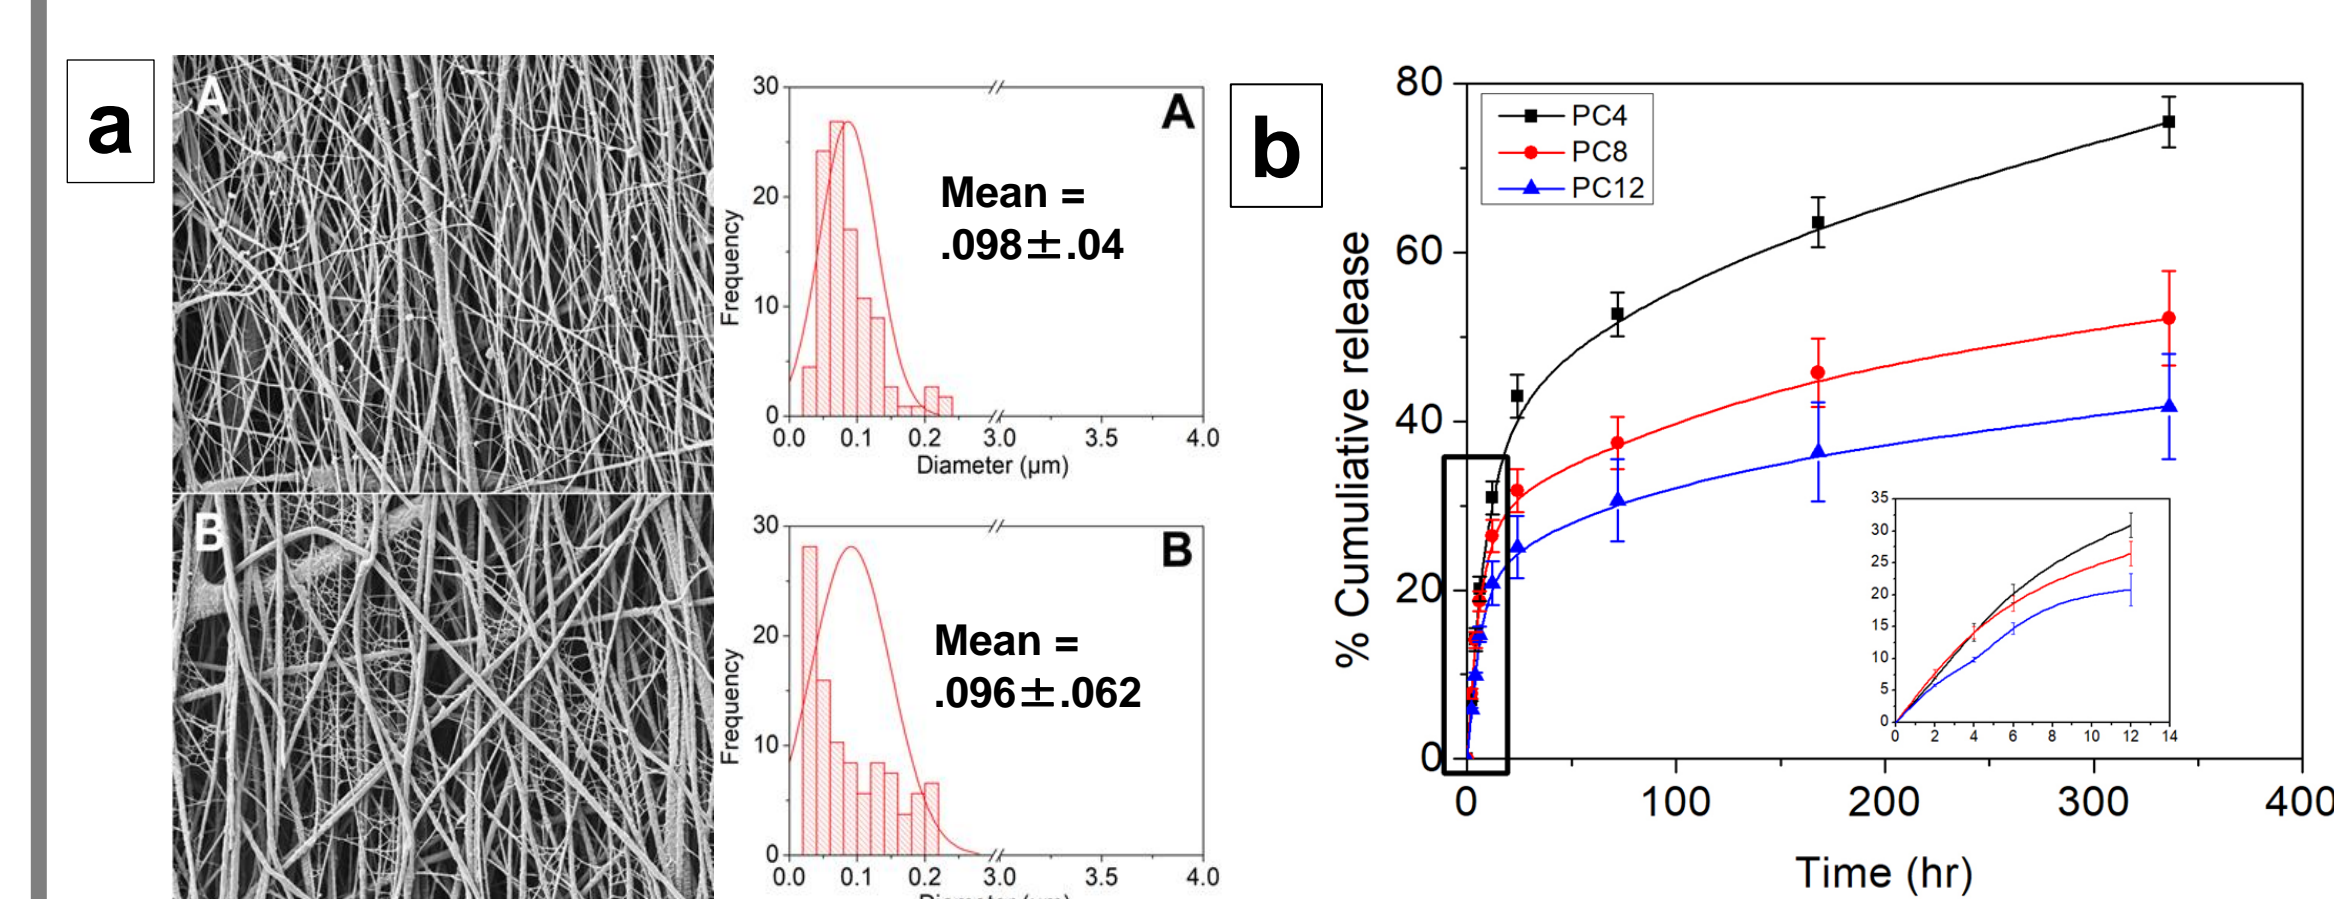 a
A
B
30
20
10
0
Frequency
A
Mean =
.098±.04
0.0 0.1 0.2 3.0 3.5 4.0
Diameter (μm)
30
20
10
0
Frequency
B
Mean =
.096±.062
0.0 0.1 0.2 3.0 3.5 4.0
Diameter (μm)
b
80
60
40
20
0
% Cumuliative release
PC4
PC8
PC12
35
30
25
20
15
10
5
0
0 2 4 6 8 10 12 14
0 100 200 300 400
Time (hr)